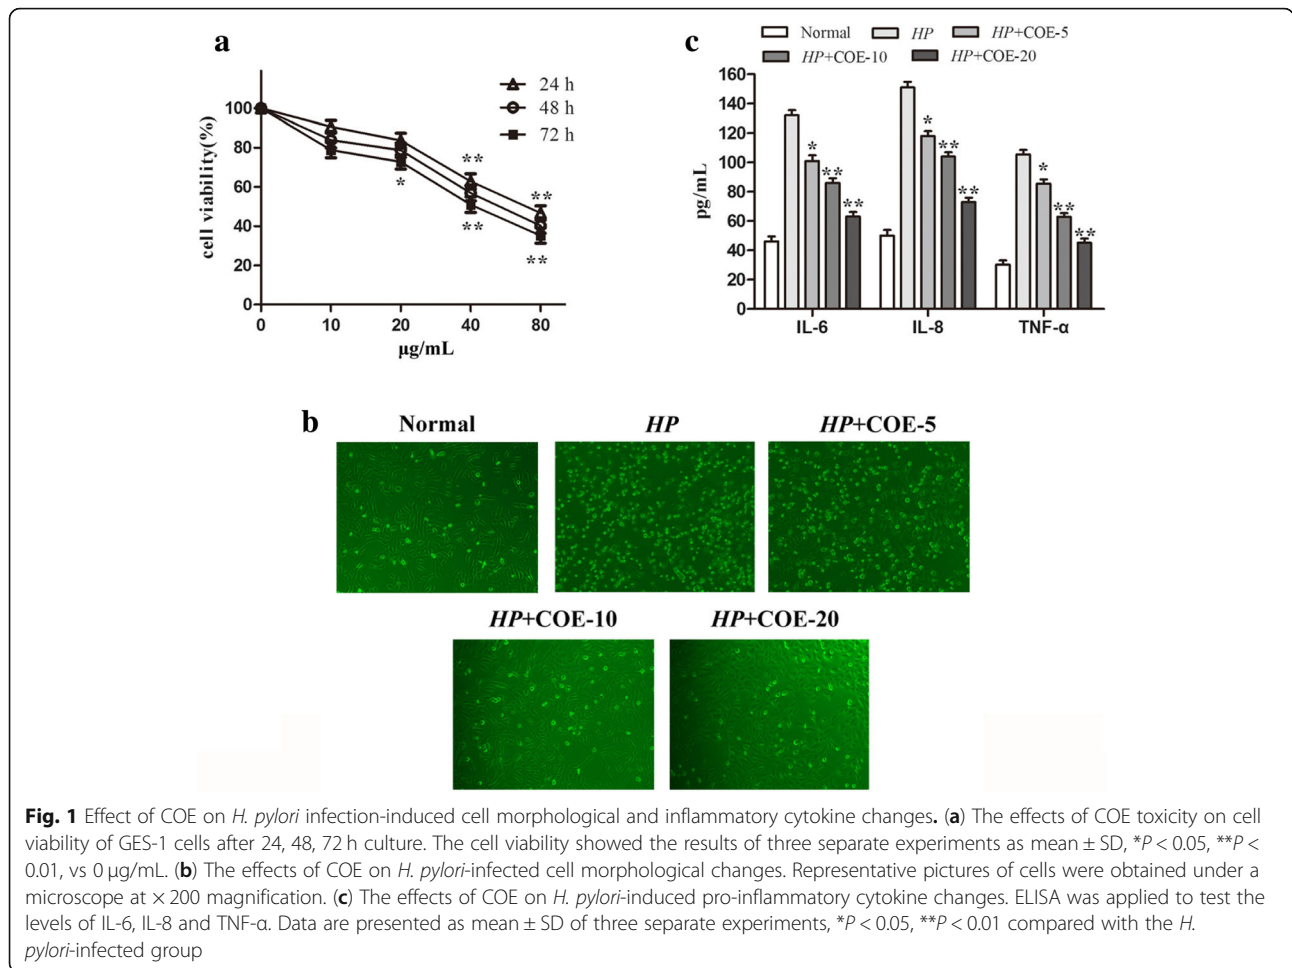 a
24 h
48 h
72 h
cell viability(%)
100
80
60
40
20
0
*
**
**
**
**
0 10 20 40 80
μg/mL
c
Normal HP HP+COE-5
HP+COE-10 HP+COE-20
pg/mL
160
140
120
100
80
60
40
20
0
* ** **
* ** **
* ** **
IL-6 IL-8 TNF-α
b
Normal HP HP+COE-5
HP+COE-10 HP+COE-20
Fig. 1 Effect of COE on H. pylori infection-induced cell morphological and inflammatory cytokine changes. (a) The effects of COE toxicity on cell
viability of GES-1 cells after 24, 48, 72 h culture. The cell viability showed the results of three separate experiments as mean ± SD, *P < 0.05, **P <
0.01, vs 0 μg/mL. (b) The effects of COE on H. pylori-infected cell morphological changes. Representative pictures of cells were obtained under a
microscope at × 200 magnification. (c) The effects of COE on H. pylori-induced pro-inflammatory cytokine changes. ELISA was applied to test the
levels of IL-6, IL-8 and TNF-α. Data are presented as mean ± SD of three separate experiments, *P < 0.05, **P < 0.01 compared with the H.
pylori-infected group